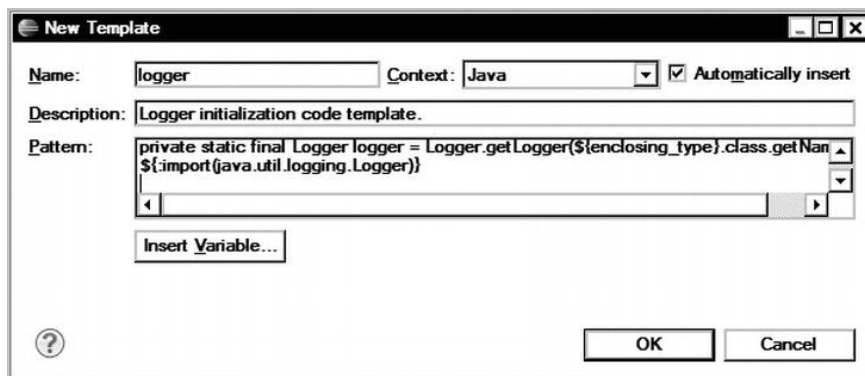 New Template
Name: logger Context: Java Automatically insert
Description: Logger initialization code template.
Pattern: private static final Logger logger = Logger.getLogger(${enclosing_type}.class.getNam
${:import(java.util.logging.Logger)}
Insert Variable...
? OK Cancel